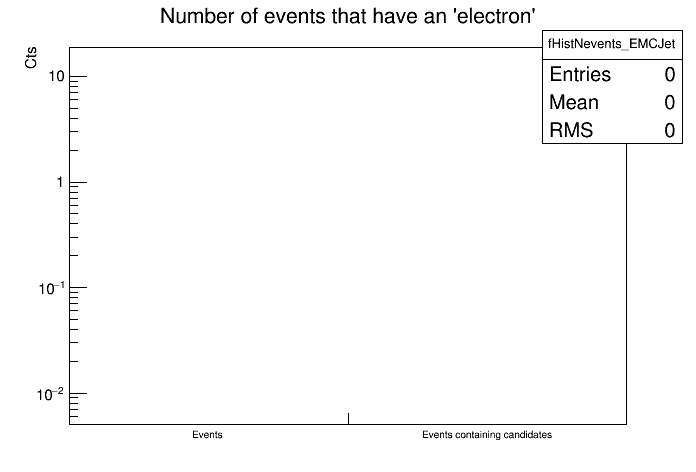 Number of events that have an 'electron'
fHistNevents_EMCJet
Entries 0
Mean 0
RMS 0
Cts
10
1
10⁻¹
10⁻²
Events
Events containing candidates